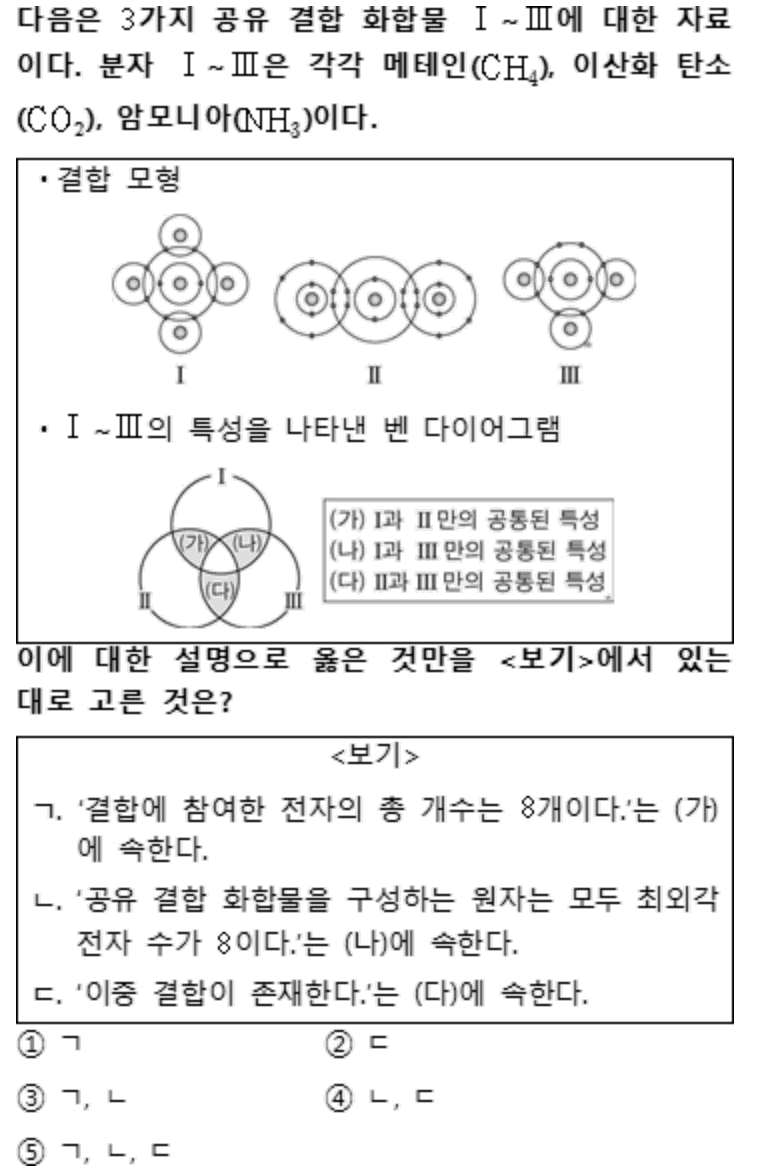 다음은 3가지 공유 결합 화합물 Ⅰ~Ⅲ에 대한 자료
이다. 분자 Ⅰ~Ⅲ은 각각 메테인(CH₄), 이산화 탄소
(CO₂), 암모니아(NH₃)이다.
・결합 모형
Ⅰ Ⅱ Ⅲ
・Ⅰ~Ⅲ의 특성을 나타낸 벤 다이어그램
Ⅰ
(가) (나)
(다)
Ⅱ Ⅲ
(가) Ⅰ과 Ⅱ만의 공통된 특성
(나) Ⅰ과 Ⅲ만의 공통된 특성
(다) Ⅱ과 Ⅲ만의 공통된 특성
이에 대한 설명으로 옳은 것만을 <보기>에서 있는
대로 고른 것은?
<보기>
ㄱ. ‘결합에 참여한 전자의 총 개수는 8개이다.’는 (가)
에 속한다.
ㄴ. ‘공유 결합 화합물을 구성하는 원자는 모두 최외각
전자 수가 8이다.’는 (나)에 속한다.
ㄷ. ‘이중 결합이 존재한다.’는 (다)에 속한다.
① ㄱ ② ㄷ
③ ㄱ, ㄴ ④ ㄴ, ㄷ
⑤ ㄱ, ㄴ, ㄷ